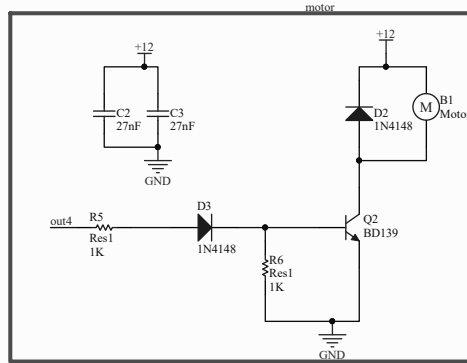 motor
+12
+12
C2
27nF
C3
27nF
GND
D2
1N4148
M
B1
Motor
out4
R5
Res1
1K
D3
1N4148
Q2
BD139
R6
Res1
1K
GND